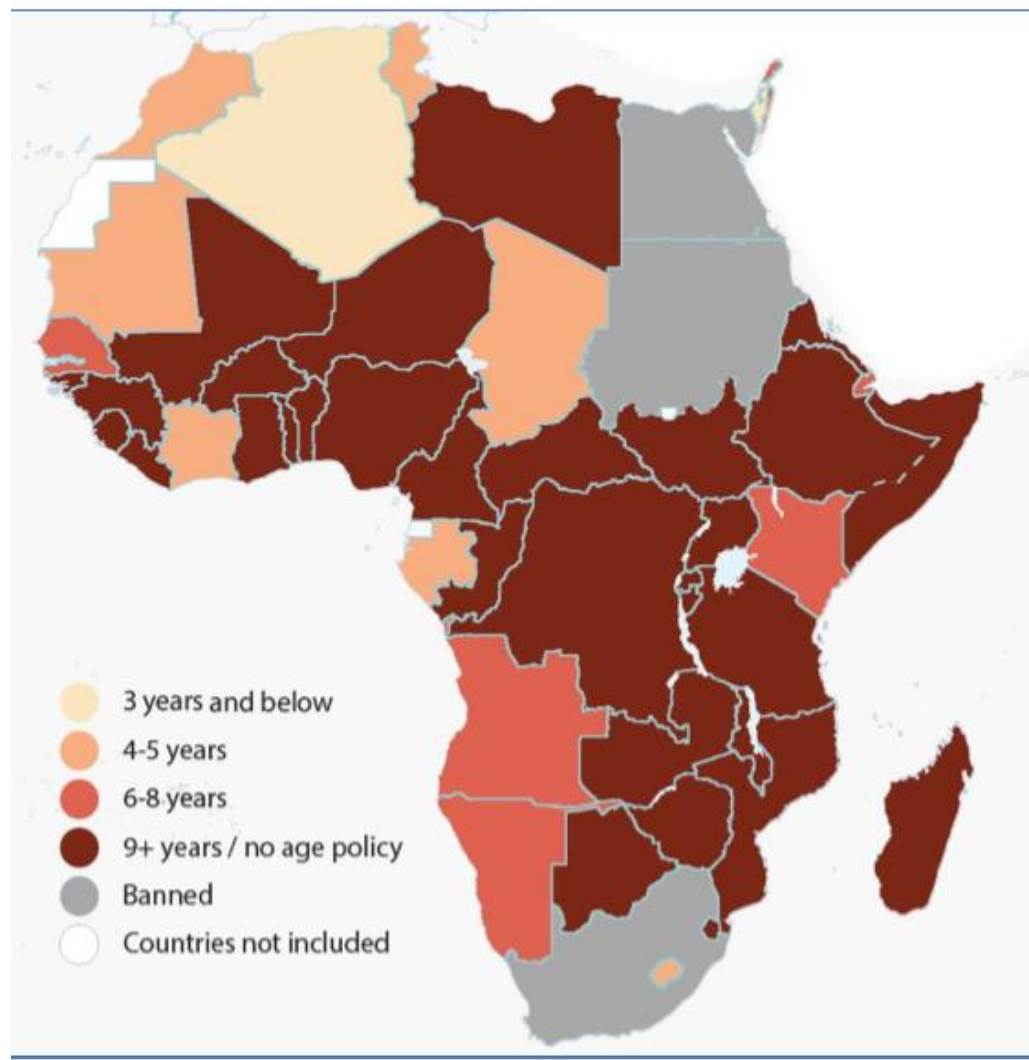 3 years and below
4-5 years
6-8 years
9+ years / no age policy
Banned
Countries not included